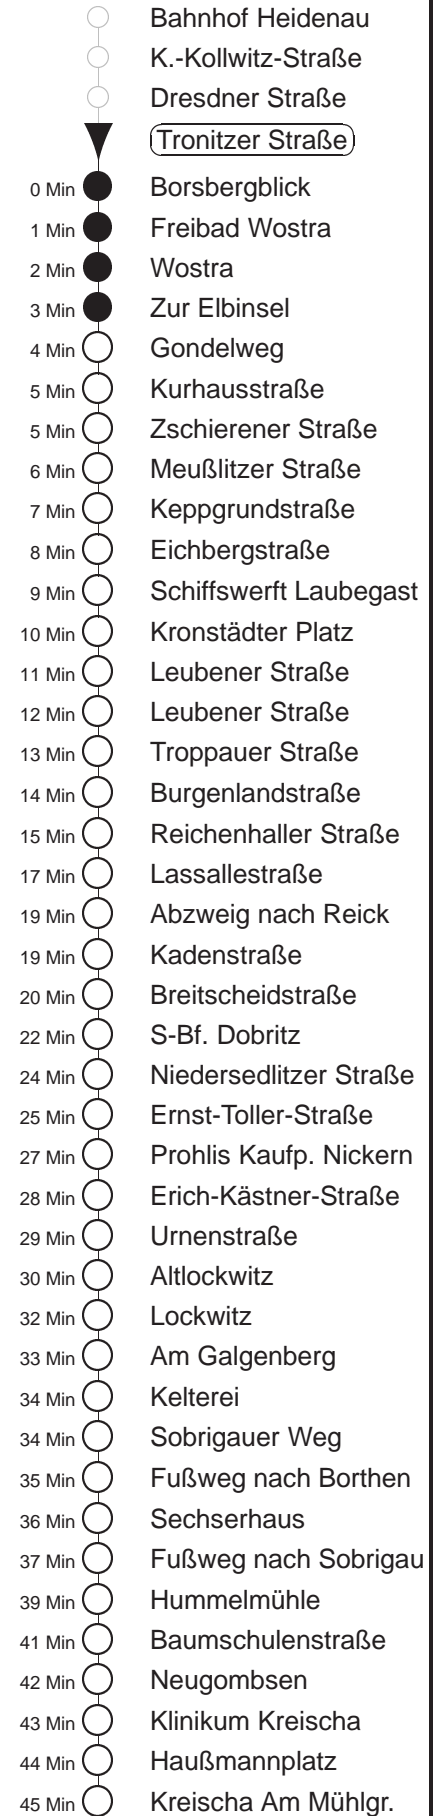 Bahnhof Heidenau
K.-Kollwitz-Straße
Dresdner Straße
Tronitzer Straße
0 Min Borsbergblick
1 Min Freibad Wostra
2 Min Wostra
3 Min Zur Elbinsel
4 Min Gondelweg
5 Min Kurhausstraße
5 Min Zschierener Straße
6 Min Meußlitzer Straße
7 Min Keppgrundstraße
8 Min Eichbergstraße
9 Min Schiffswerft Laubegast
10 Min Kronstädter Platz
11 Min Leubener Straße
12 Min Leubener Straße
13 Min Troppauer Straße
14 Min Burgenlandstraße
15 Min Reichenhaller Straße
17 Min Lassallestraße
19 Min Abzweig nach Reick
19 Min Kadenstraße
20 Min Breitscheidstraße
22 Min S-Bf. Dobritz
24 Min Niedersedlitzer Straße
25 Min Ernst-Toller-Straße
27 Min Prohlis Kaufp. Nickern
28 Min Erich-Kästner-Straße
29 Min Urnenstraße
30 Min Altlockwitz
32 Min Lockwitz
33 Min Am Galgenberg
34 Min Kelterei
34 Min Sobrigauer Weg
35 Min Fußweg nach Borthen
36 Min Sechserhaus
37 Min Fußweg nach Sobrigau
39 Min Hummelmühle
41 Min Baumschulenstraße
42 Min Neugombsen
43 Min Klinikum Kreischa
44 Min Haußmannplatz
45 Min Kreischa Am Mühlgr.